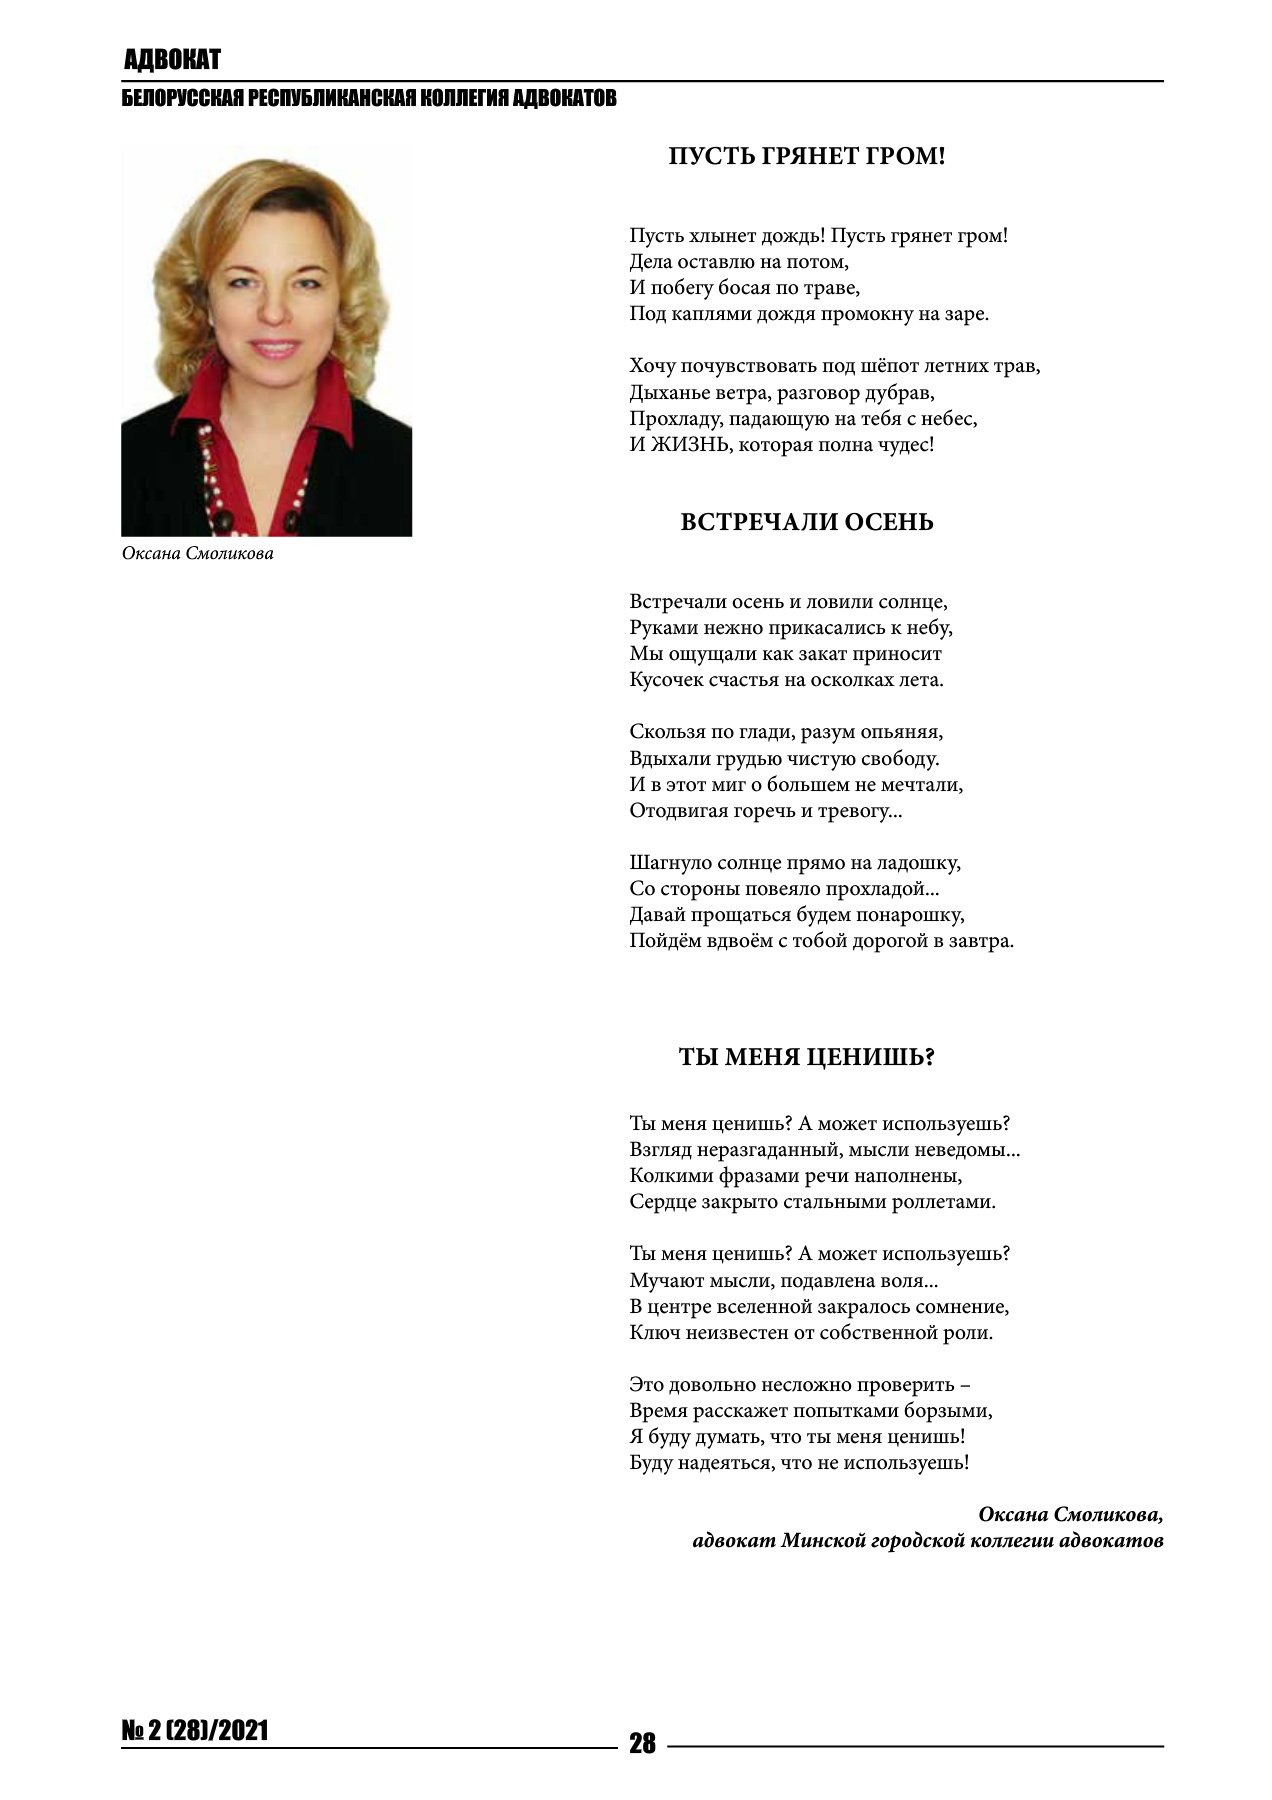 АДВОКАТ
БЕЛОРУССКАЯ РЕСПУБЛИКАНСКАЯ КОЛЛЕГИЯ АДВОКАТОВ
Оксана Смоликова
ПУСТЬ ГРЯНЕТ ГРОМ!
Пусть хлынет дождь! Пусть грянет гром!
Дела оставлю на потом,
И побегу босая по траве,
Под каплями дождя промокну на заре.
Хочу почувствовать под шёпот летних трав,
Дыханье ветра, разговор дубрав,
Прохладу, падающую на тебя с небес,
И ЖИЗНЬ, которая полна чудес!
ВСТРЕЧАЛИ ОСЕНЬ
Встречали осень и ловили солнце,
Руками нежно прикасались к небу,
Мы ощущали как закат приносит
Кусочек счастья на осколках лета.
Скользя по глади, разум опьяняя,
Вдыхали грудью чистую свободу.
И в этот миг о большем не мечтали,
Отодвигая горечь и тревогу...
Шагнуло солнце прямо на ладошку,
Со стороны повеяло прохладой...
Давай прощаться будем понарошку,
Пойдём вдвоём с тобой дорогой в завтра.
ТЫ МЕНЯ ЦЕНИШЬ?
Ты меня ценишь? А может используешь?
Взгляд неразгаданный, мысли неведомы...
Колкими фразами речи наполнены,
Сердце закрыто стальными роллетами.
Ты меня ценишь? А может используешь?
Мучают мысли, подавлена воля...
В центре вселенной закралось сомнение,
Ключ неизвестен от собственной роли.
Это довольно несложно проверить –
Время расскажет попытками борзыми,
Я буду думать, что ты меня ценишь!
Буду надеяться, что не используешь!
Оксана Смоликова,
адвокат Минской городской коллегии адвокатов
№ 2 (28)/2021
28